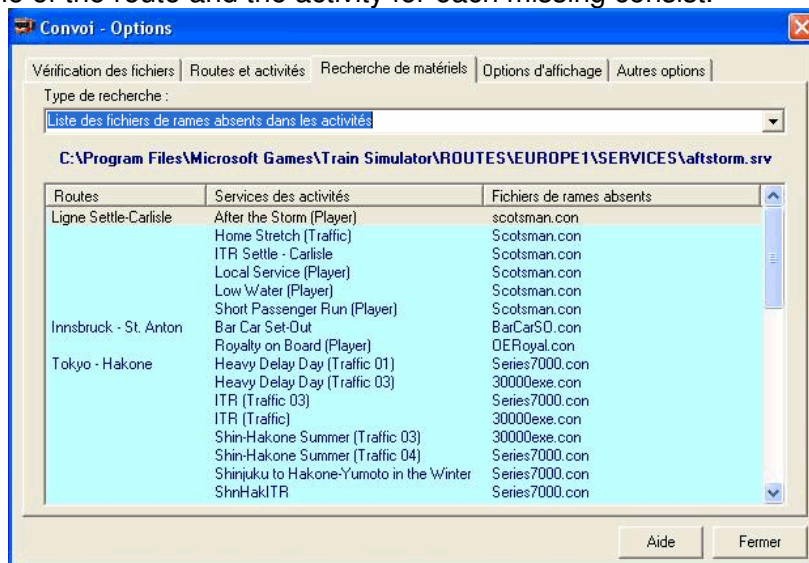 e of the route and the activity for each missing consist.
Convoi - Options
Vérification des fichiers Routes et activités Recherche de matériels Options d'affichage Autres options
Type de recherche :
Liste des fichiers de rames absents dans les activités
C:\Program Files\Microsoft Games\Train Simulator\ROUTES\EUROPE1\SERVICES\aftstorm.srv
Routes Services des activités Fichiers de rames absents
Ligne Settle-Carlisle After the Storm (Player) scotsman.con
Home Stretch (Traffic) Scotsman.con
ITR Settle - Carlisle Scotsman.con
Local Service (Player) Scotsman.con
Low Water (Play) Scotsman.con
Short Passenger Run (Player) Scotsman.con
Innsbruck - St. Anton Bar Car Set-Out BarCarSO.con
Royalty on Board (Player) OERoyal.con
Tokyo - Hakone Heavy Delay Day (Traffic 01) Series7000.con
Heavy Delay Day (Traffic 03) 30000exe.con
ITR (Traffic 03) Series7000.con
ITR (Traffic) 30000exe.con
Shin-Hakone Summer (Traffic 03) 30000exe.con
Shin-Hakone Summer (Traffic 04) Series7000.con
Shinjuku to Hakone-Yumoto in the Winter Series7000.con
ShnHakITR Series7000.con
Aide Fermer